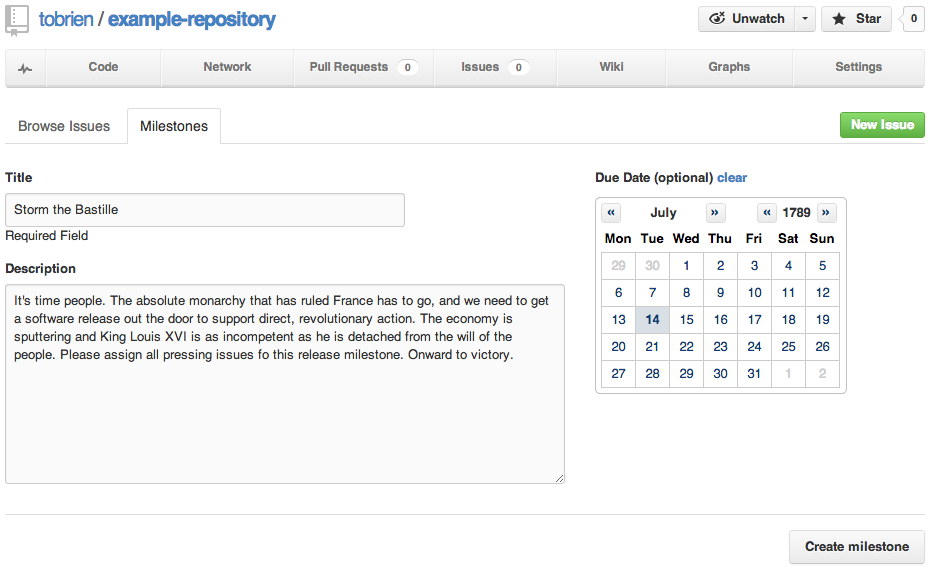 tobrien / example-repository
Unwatch
Star
0
Code
Network
Pull Requests 0
Issues 0
Wiki
Graphs
Settings
Browse Issues
Milestones
New Issue
Title
Storm the Bastille
Required Field
Description
It's time people. The absolute monarchy that has ruled France has to go, and we need to get
a software release out the door to support direct, revolutionary action. The economy is
sputtering and King Louis XVI is as incompetent as he is detached from the will of the
people. Please assign all pressing issues fo this release milestone. Onward to victory.
Due Date (optional) clear
« July » « 1789 »
Mon Tue Wed Thu Fri Sat Sun
29 30 1 2 3 4 5
6 7 8 9 10 11 12
13 14 15 16 17 18 19
20 21 22 23 24 25 26
27 28 29 30 31 1 2
Create milestone